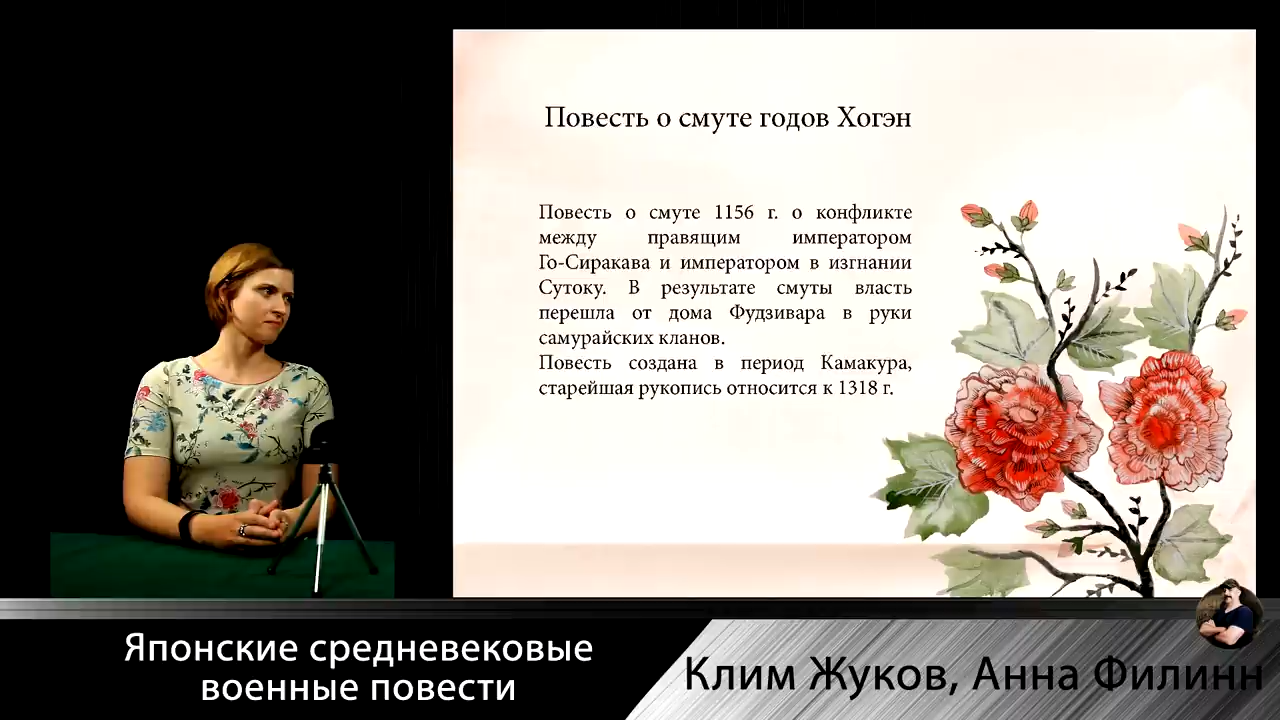 Повесть о смуте годов Хогэн
Повесть о смуте 1156 г. о конфликте
между правящим императором
Го-Сиракава и императором в изгнании
Сутоку. В результате смуты власть
перешла от дома Фудзивара в руки
самурайских кланов.
Повесть создана в период Камакура,
старейшая рукопись относится к 1318 г.
Японские средневековые
военные повести
Клим Жуков, Анна Филинн